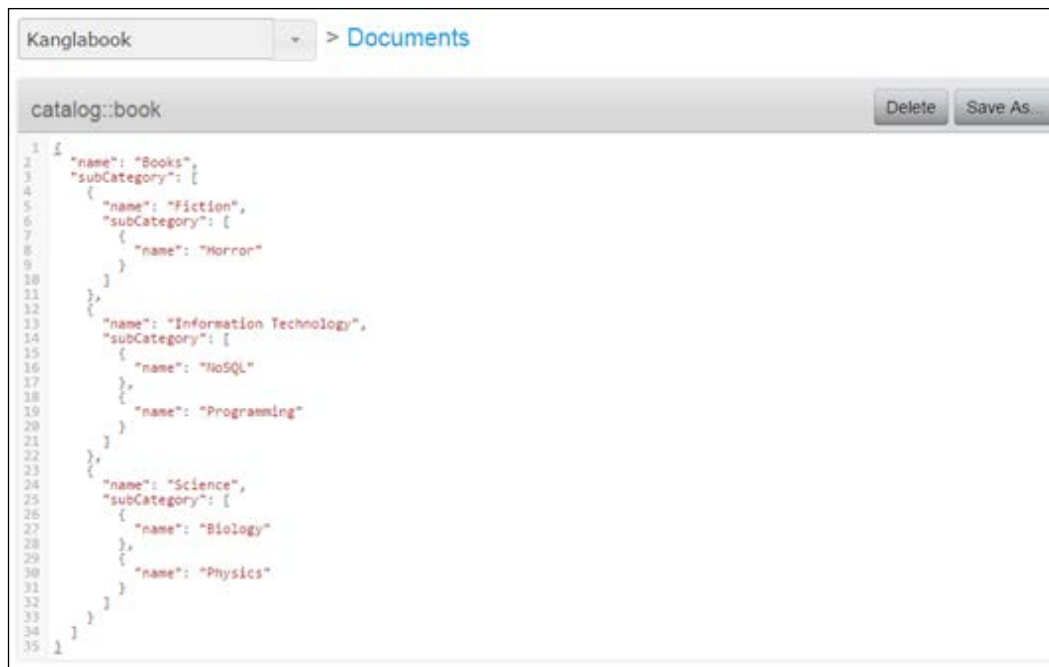 Kanglabook > Documents
catalog::book Delete Save As...
1 {
2   "name": "Books",
3   "subCategory": [
4     {
5       "name": "Fiction",
6       "subCategory": [
7         {
8           "name": "Horror"
9         }
10       ]
11     },
12     {
13       "name": "Information Technology",
14       "subCategory": [
15         {
16           "name": "NoSQL"
17         },
18         {
19           "name": "Programming"
20         }
21       ]
22     },
23     {
24       "name": "Science",
25       "subCategory": [
26         {
27           "name": "Biology"
28         },
29         {
30           "name": "Physics"
31         }
32       ]
33     }
34   ]
35 }